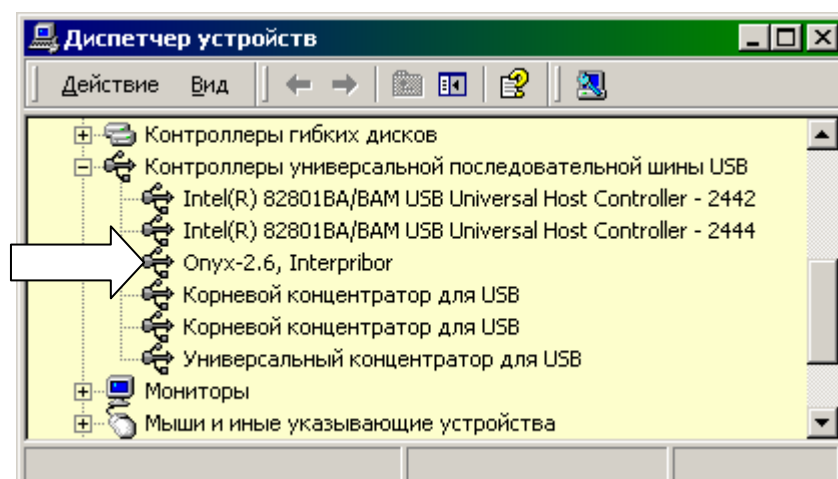 Диспетчер устройств
Действие Вид
Контроллеры гибких дисков
Контроллеры универсальной последовательной шины USB
Intel(R) 82801BA/BAM USB Universal Host Controller - 2442
Intel(R) 82801BA/BAM USB Universal Host Controller - 2444
Onyx-2.6, Interpribor
Корневой концентратор для USB
Корневой концентратор для USB
Универсальный концентратор для USB
Мониторы
Мыши и иные указывающие устройства